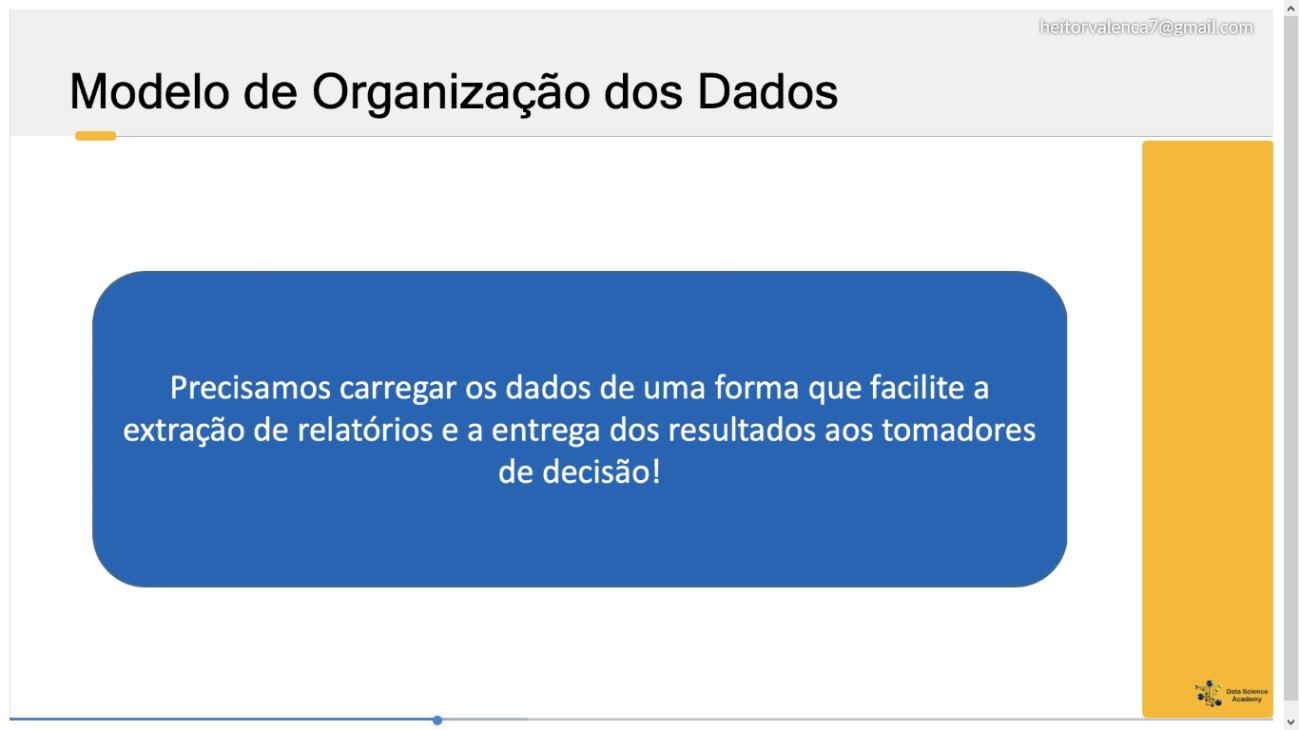 heitorvalenca7@gmail.com
Modelo de Organização dos Dados
Precisamos carregar os dados de uma forma que facilite a
extração de relatórios e a entrega dos resultados aos tomadores
de decisão!
Data Science
Academy